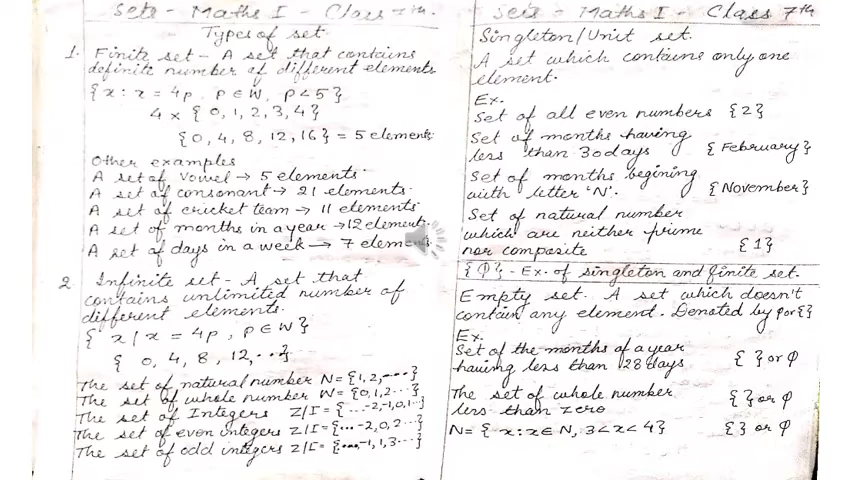 Sets - Maths I - Class 7th.
Types of set.
1. Finite set - A set that contains
definite number of different elements
{x : x = 4p, p ∈ W, p < 5}
4 x {0, 1, 2, 3, 4}
{0, 4, 8, 12, 16} = 5 elements
Other examples
A set of vowel → 5 elements.
A set of consonant → 21 elements.
A set of cricket team → 11 elements
A set of months in a year → 12 elements.
A set of days in a week → 7 elements
2. Infinite set - A set that
contains unlimited number of
different elements.
{ x / x = 4p, p ∈ W}
{ 0, 4, 8, 12, ...}
The set of natural number N = {1, 2, ....}
The set of whole number W = {0, 1, 2 ...}
The set of Integers Z/I = {... -2, -1, 0, 1..}
The set of even integers Z/I = {... -2, 0, 2 ...}
The set of odd integers Z/I = {...., -1, 1, 3...}
Sets - Maths I - Class 7th
Singleton/Unit set.
A set which contains only one
element.
Ex.
Set of all even numbers {2}
Set of months having
less than 30 days {February}
Set of months begining
with letter 'N'. {November}
Set of natural number
which are neither prime
nor composite {1}
{φ} - Ex. of singleton and finite set.
Empty set. A set which doesn't
contain any element. Denoted by φ or {}
Ex.
Set of the months of a year
having less than 28 days { } or φ
The set of whole number
less than zero { } or φ
N = { x : x ∈ N, 3 < x < 4} { } or φ